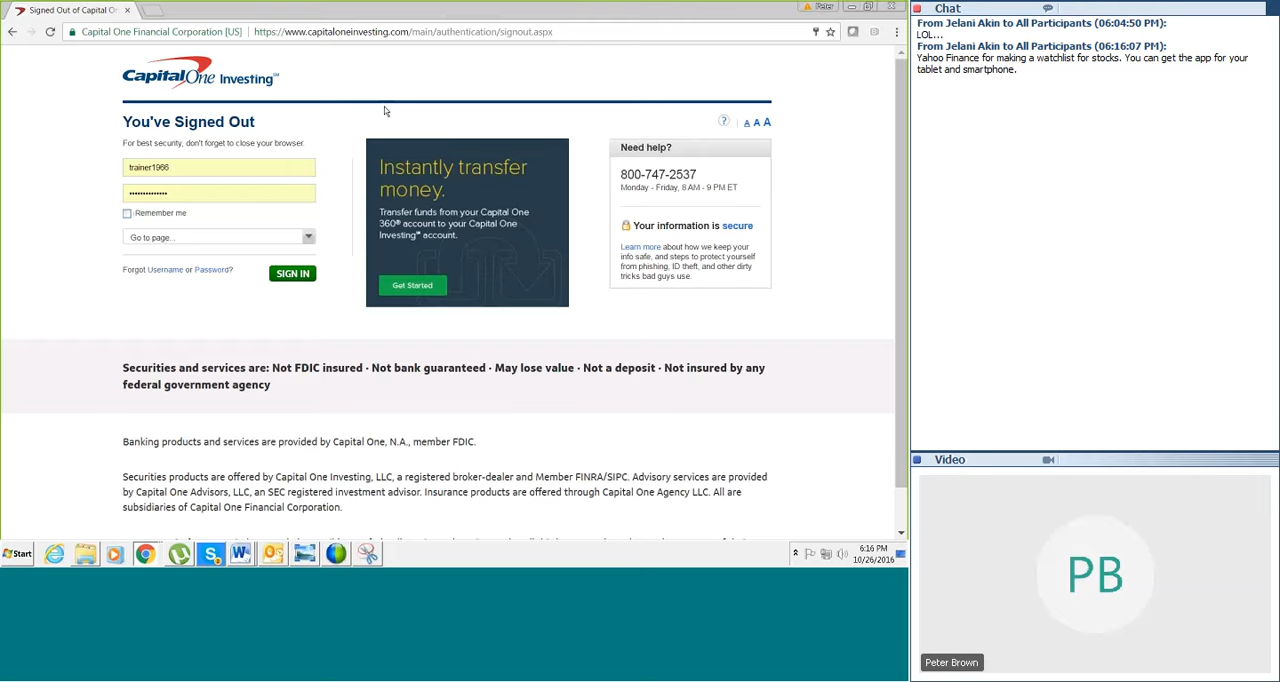 Signed Out of Capital Or
Peter
Capital One Financial Corporation [US]
https://www.capitaloneinvesting.com/main/authentication/signout.aspx
CapitalOne Investing℠
You've Signed Out
? A A A
For best security, don't forget to close your browser.
trainer1966
••••••••••••••
Remember me
Go to page...
Forgot Username or Password?
SIGN IN
Instantly transfer
money.
Transfer funds from your Capital One
360® account to your Capital One
Investing℠ account.
Get Started
Need help?
800-747-2537
Monday - Friday, 8 AM - 9 PM ET
Your information is secure
Learn more about how we keep your
info safe, and steps to protect yourself
from phishing, ID theft, and other dirty
tricks bad guys use.
Securities and services are: Not FDIC insured · Not bank guaranteed · May lose value · Not a deposit · Not insured by any
federal government agency
Banking products and services are provided by Capital One, N.A., member FDIC.
Securities products are offered by Capital One Investing, LLC, a registered broker-dealer and Member FINRA/SIPC. Advisory services are provided
by Capital One Advisors, LLC, an SEC registered investment advisor. Insurance products are offered through Capital One Agency LLC. All are
subsidiaries of Capital One Financial Corporation.
Start
6:16 PM
10/26/2016
Chat
From Jelani Akin to All Participants (06:04:50 PM):
LOL...
From Jelani Akin to All Participants (06:16:07 PM):
Yahoo Finance for making a watchlist for stocks. You can get the app for your
tablet and smartphone.
Video
PB
Peter Brown